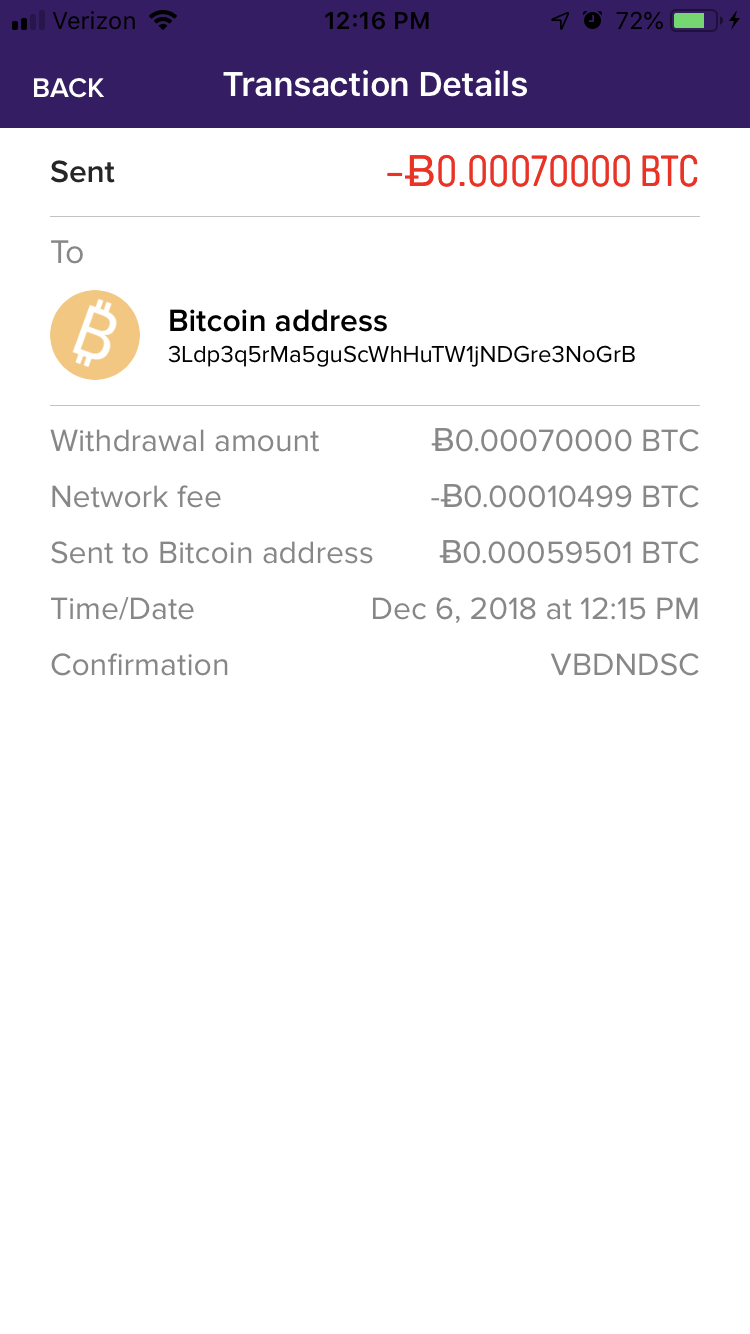 Verizon 12:16 PM 72%
BACK Transaction Details
Sent -Ƀ0.00070000 BTC
To
Bitcoin address
3Ldp3q5rMa5guScWhHuTW1jNDGre3NoGrB
Withdrawal amount Ƀ0.00070000 BTC
Network fee -Ƀ0.00010499 BTC
Sent to Bitcoin address Ƀ0.00059501 BTC
Time/Date Dec 6, 2018 at 12:15 PM
Confirmation VBDNDSC